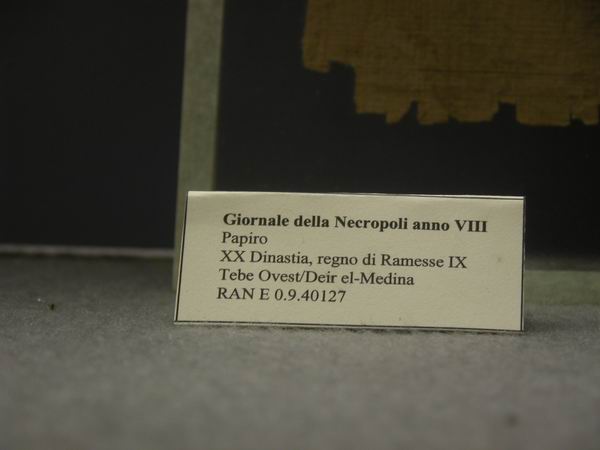 Giornale della Necropoli anno VIII
Papiro
XX Dinastia, regno di Ramesse IX
Tebe Ovest/Deir el-Medina
RAN E 0.9.40127